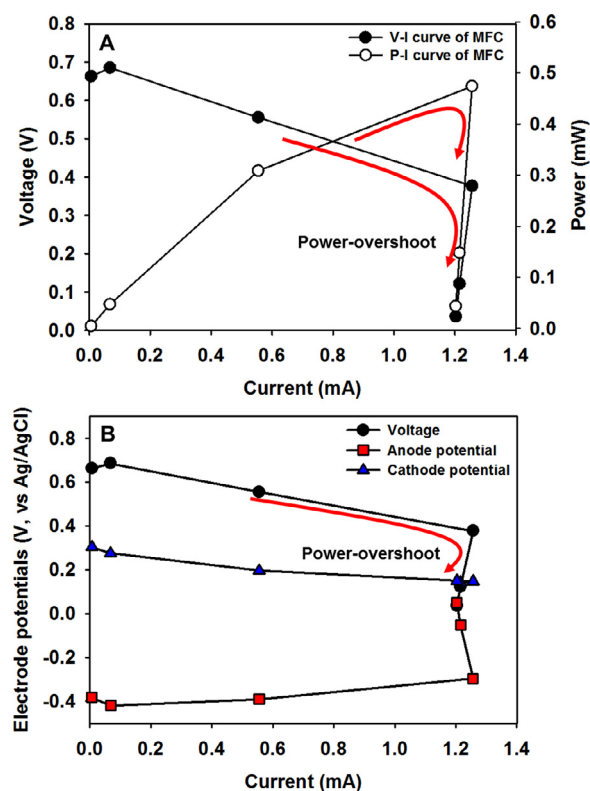 A
V-I curve of MFC
P-I curve of MFC
Power-overshoot
Voltage (V)
Power (mW)
0.8
0.7
0.6
0.5
0.4
0.3
0.2
0.1
0.0
0.6
0.5
0.4
0.3
0.2
0.1
0.0
0.0 0.2 0.4 0.6 0.8 1.0 1.2 1.4
Current (mA)
B
Voltage
Anode potential
Cathode potential
Power-overshoot
Electrode potentials (V, vs Ag/AgCl)
0.8
0.6
0.4
0.2
0.0
-0.2
-0.4
0.0 0.2 0.4 0.6 0.8 1.0 1.2 1.4
Current (mA)